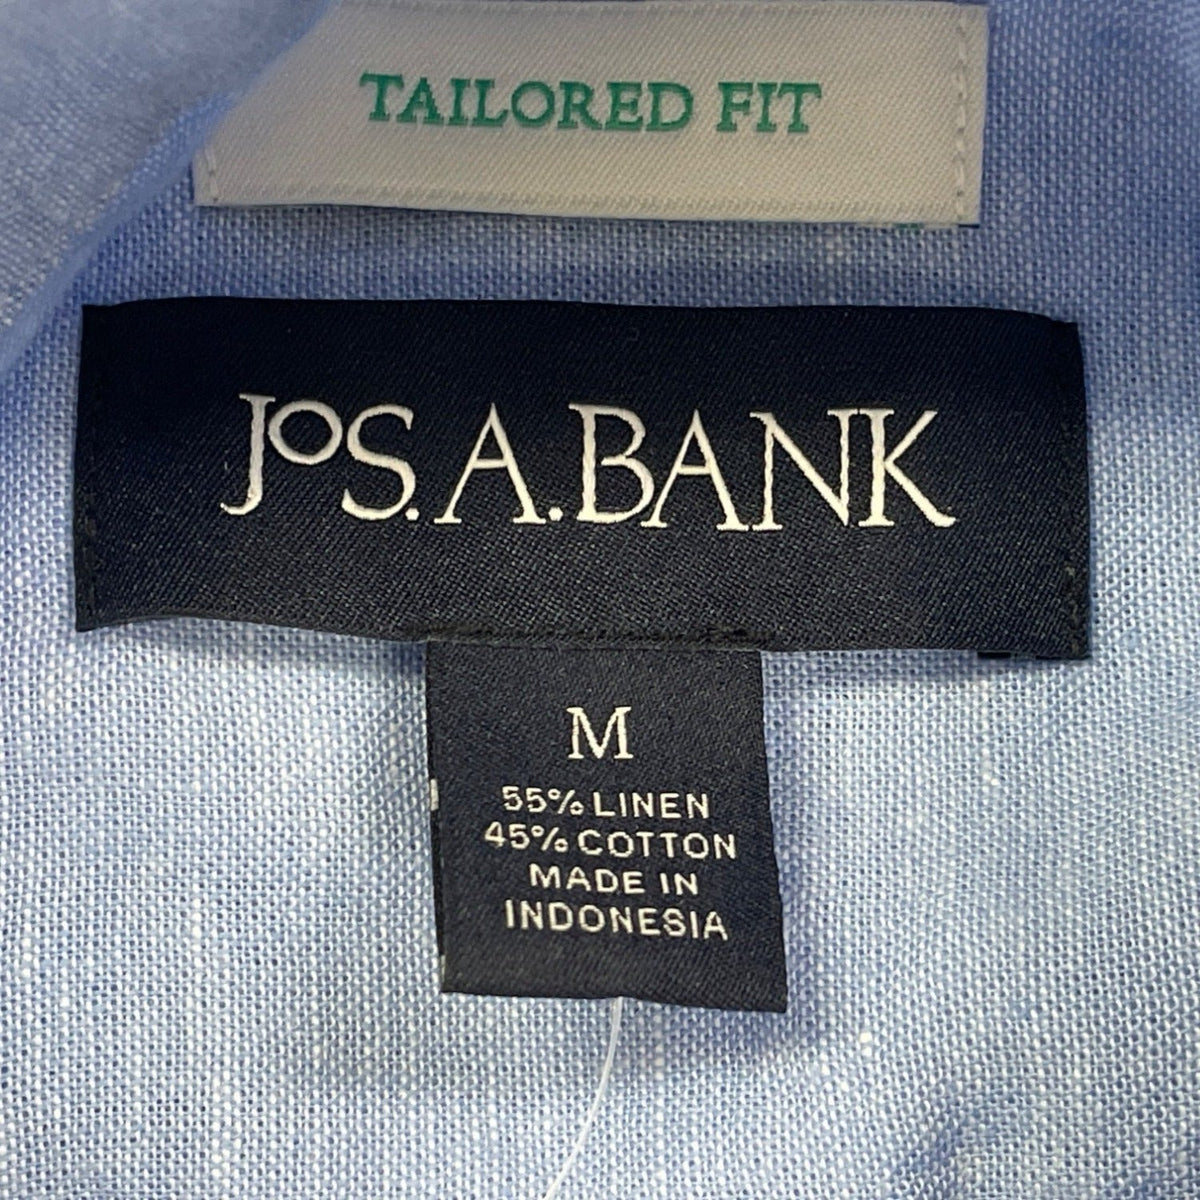 TAILORED FIT
JOS. A. BANK
M
55% LINEN
45% COTTON
MADE IN
INDONESIA